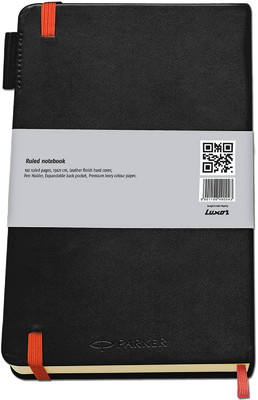 Ruled notebook
192 ruled pages, 13x21 cm, Leather finish hard cover,
Pen Holder, Expandable back pocket, Premium Ivory colour paper.
Luxor
PARKER